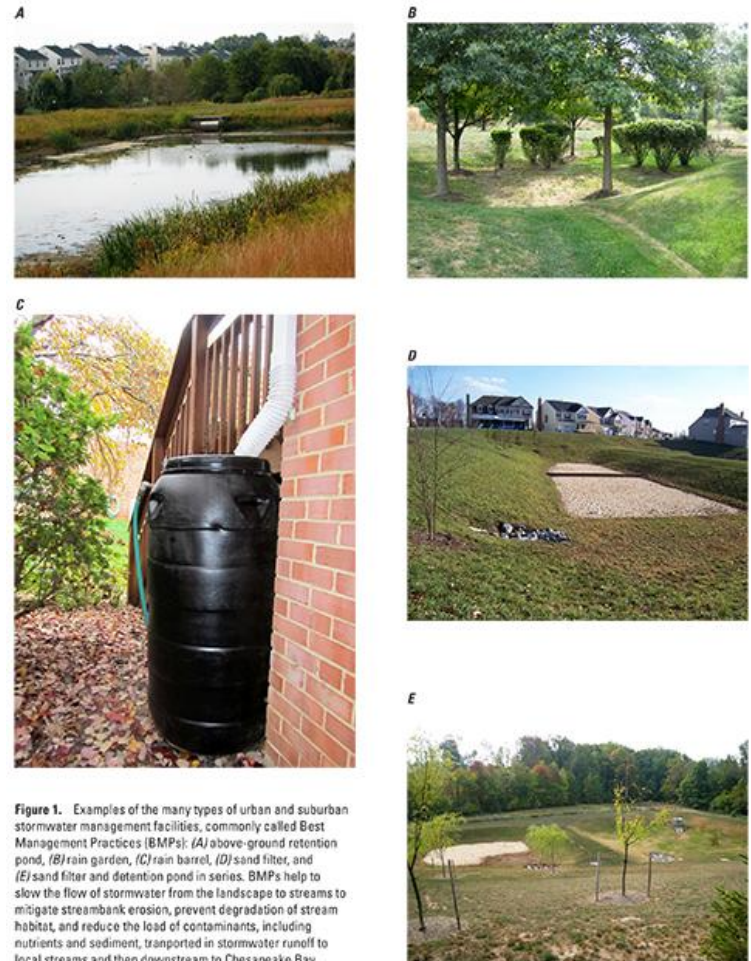 A
B
C
D
E
Figure 1. Examples of the many types of urban and suburban
stormwater management facilities, commonly called Best
Management Practices (BMPs): (A) above-ground retention
pond, (B) rain garden, (C) rain barrel, (D) sand filter, and
(E) sand filter and detention pond in series. BMPs help to
slow the flow of stormwater from the landscape to streams to
mitigate streambank erosion, prevent degradation of stream
habitat, and reduce the load of contaminants, including
nutrients and sediment, tranported in stormwater runoff to
local streams and then downstream to Chesapeake Bay.